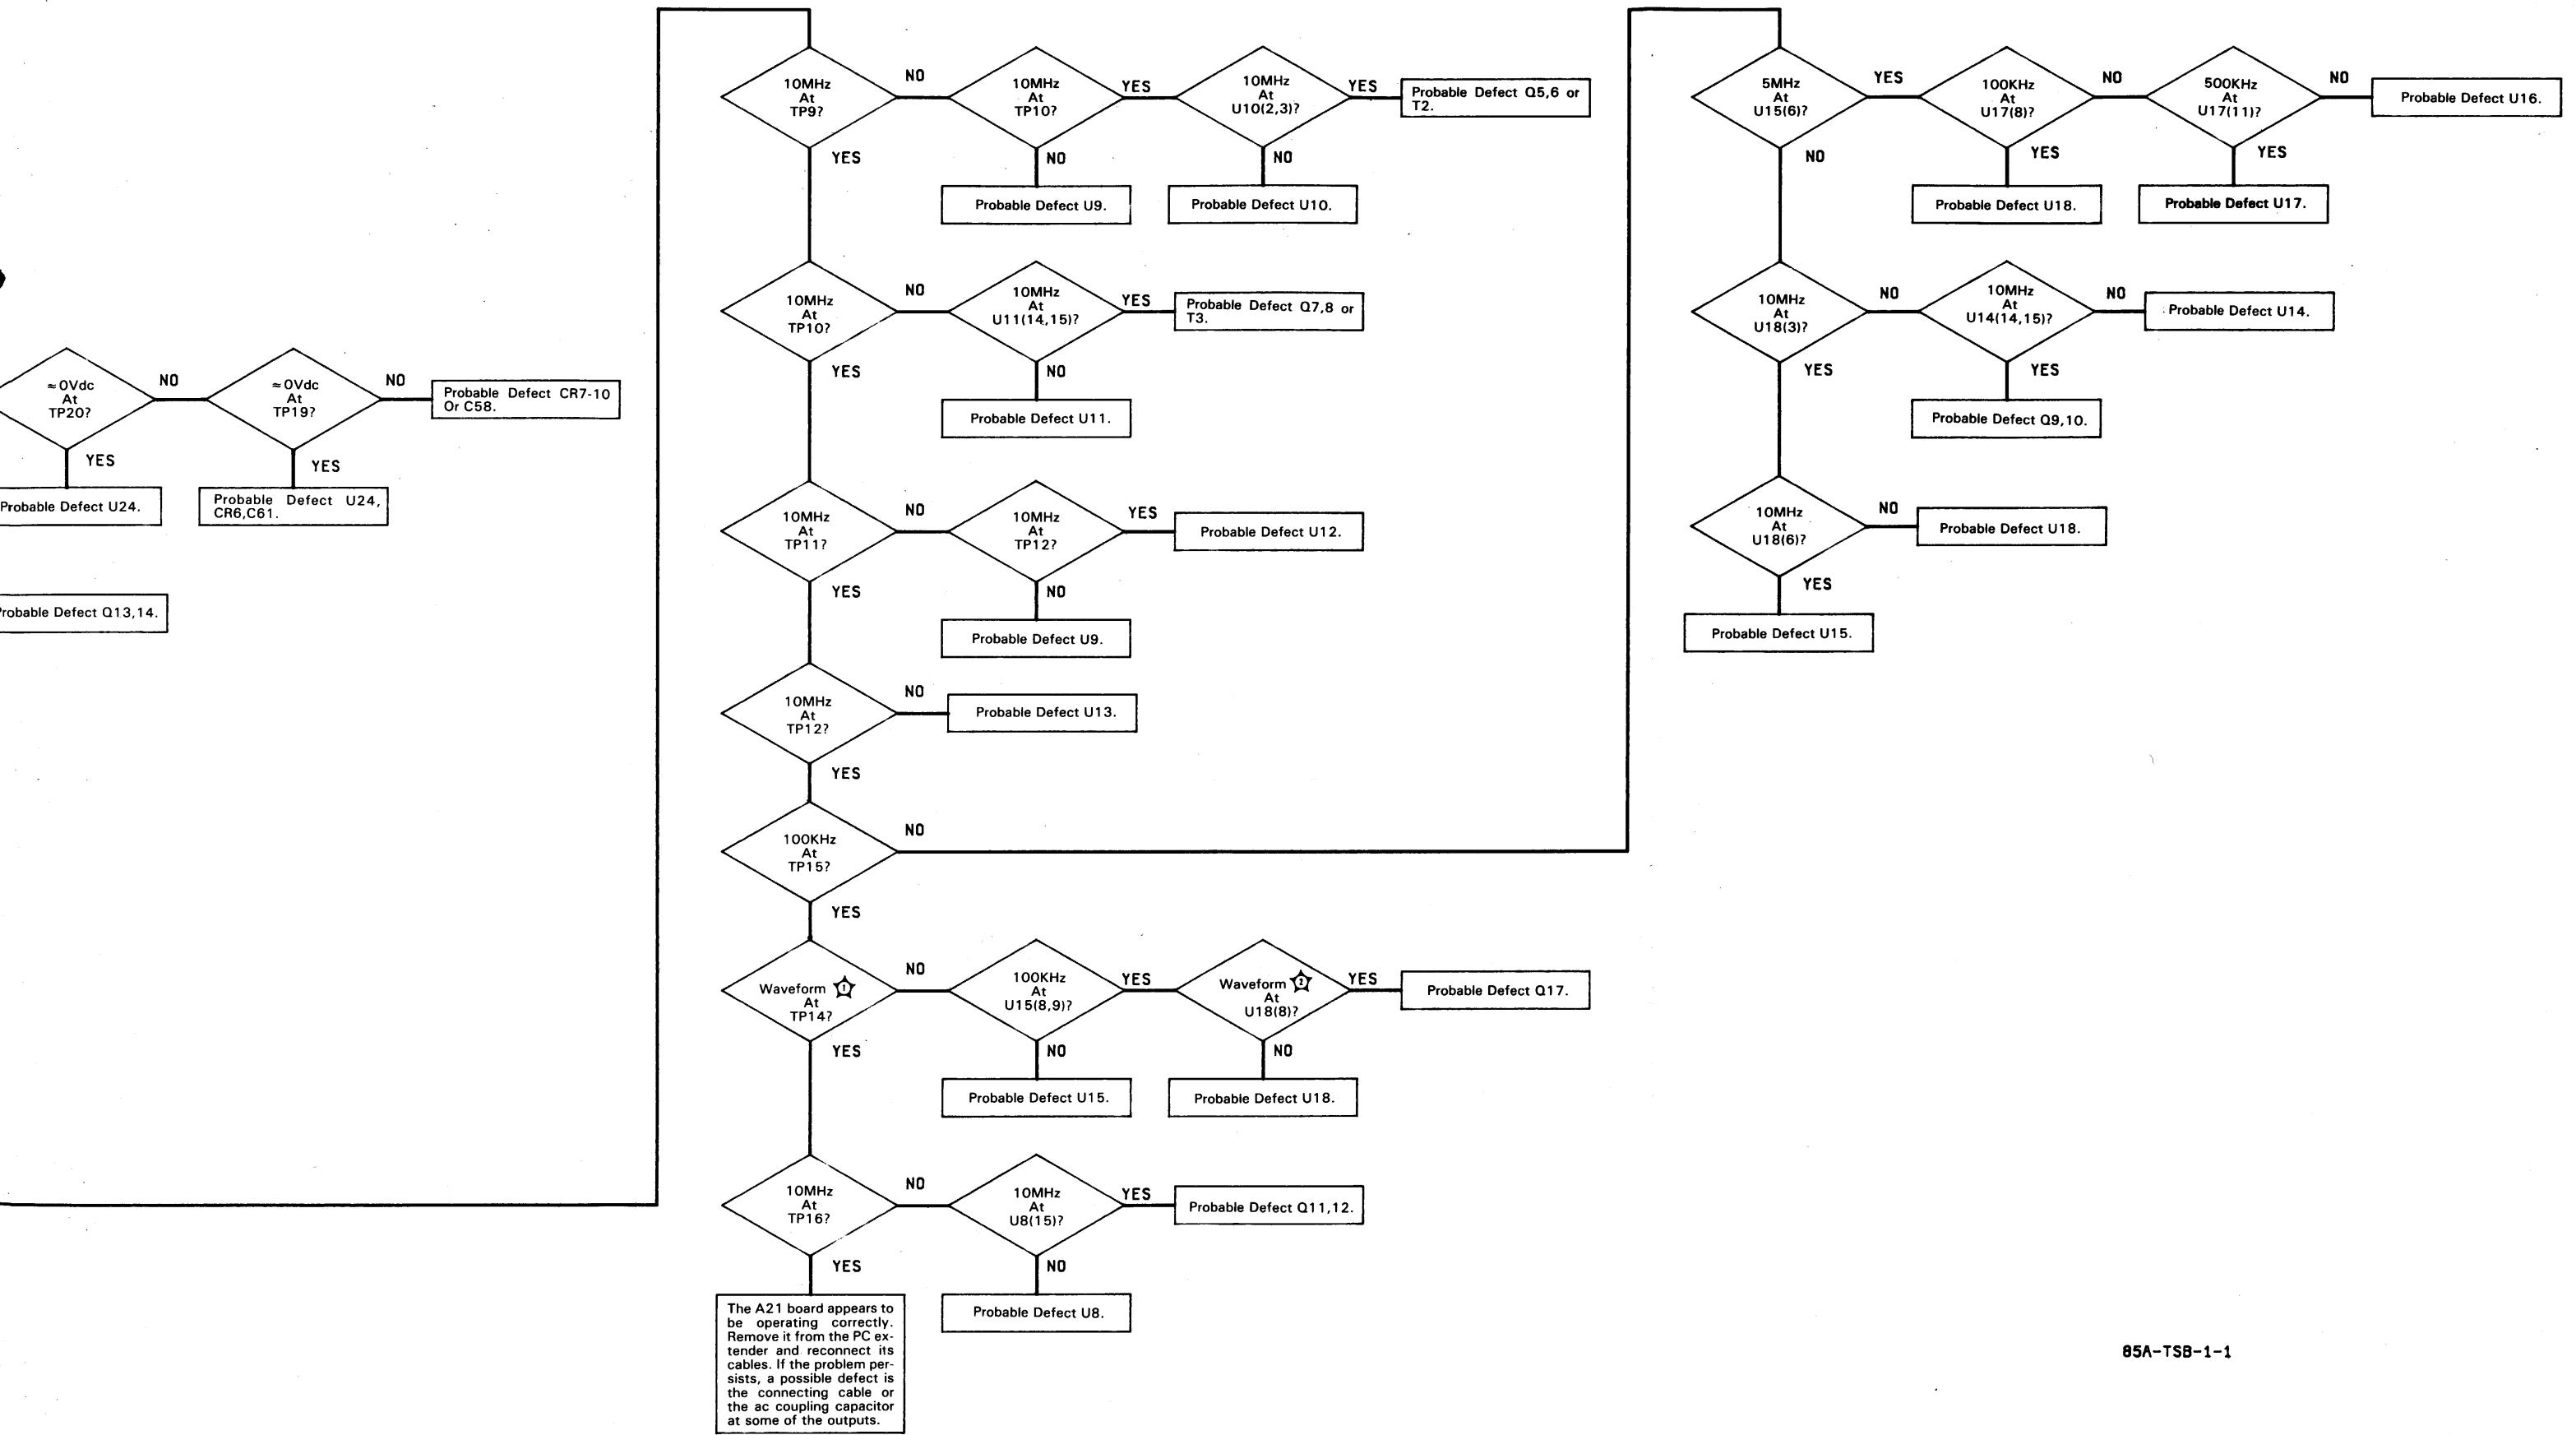 ≈0Vdc
At
TP20?
NO
YES
Probable Defect U24.
≈0Vdc
At
TP19?
NO
YES
Probable Defect CR7-10
Or C58.
Probable Defect U24,
CR6,C61.
Probable Defect Q13,14.
10MHz
At
TP9?
NO
YES
10MHz
At
TP10?
YES
NO
Probable Defect U9.
10MHz
At
U10(2,3)?
YES
NO
Probable Defect U10.
Probable Defect Q5,6 or
T2.
10MHz
At
TP10?
NO
YES
10MHz
At
U11(14,15)?
YES
NO
Probable Defect U11.
Probable Defect Q7,8 or
T3.
10MHz
At
TP11?
NO
YES
10MHz
At
TP12?
YES
NO
Probable Defect U9.
Probable Defect U12.
10MHz
At
TP12?
NO
YES
Probable Defect U13.
100KHz
At
TP15?
NO
YES
Waveform 1
At
TP14?
NO
YES
100KHz
At
U15(8,9)?
YES
NO
Probable Defect U15.
Waveform 2
At
U18(8)?
YES
NO
Probable Defect U18.
Probable Defect Q17.
10MHz
At
TP16?
NO
YES
10MHz
At
U8(15)?
YES
NO
Probable Defect U8.
Probable Defect Q11,12.
The A21 board appears to
be operating correctly.
Remove it from the PC ex-
tender and reconnect its
cables. If the problem per-
sists, a possible defect is
the connecting cable or
the ac coupling capacitor
at some of the outputs.
5MHz
At
U15(6)?
YES
NO
100KHz
At
U17(8)?
NO
YES
Probable Defect U18.
500KHz
At
U17(11)?
NO
YES
Probable Defect U17.
Probable Defect U16.
10MHz
At
U18(3)?
NO
YES
10MHz
At
U14(14,15)?
NO
YES
Probable Defect Q9,10.
Probable Defect U14.
10MHz
At
U18(6)?
NO
YES
Probable Defect U18.
Probable Defect U15.
85A-TSB-1-1